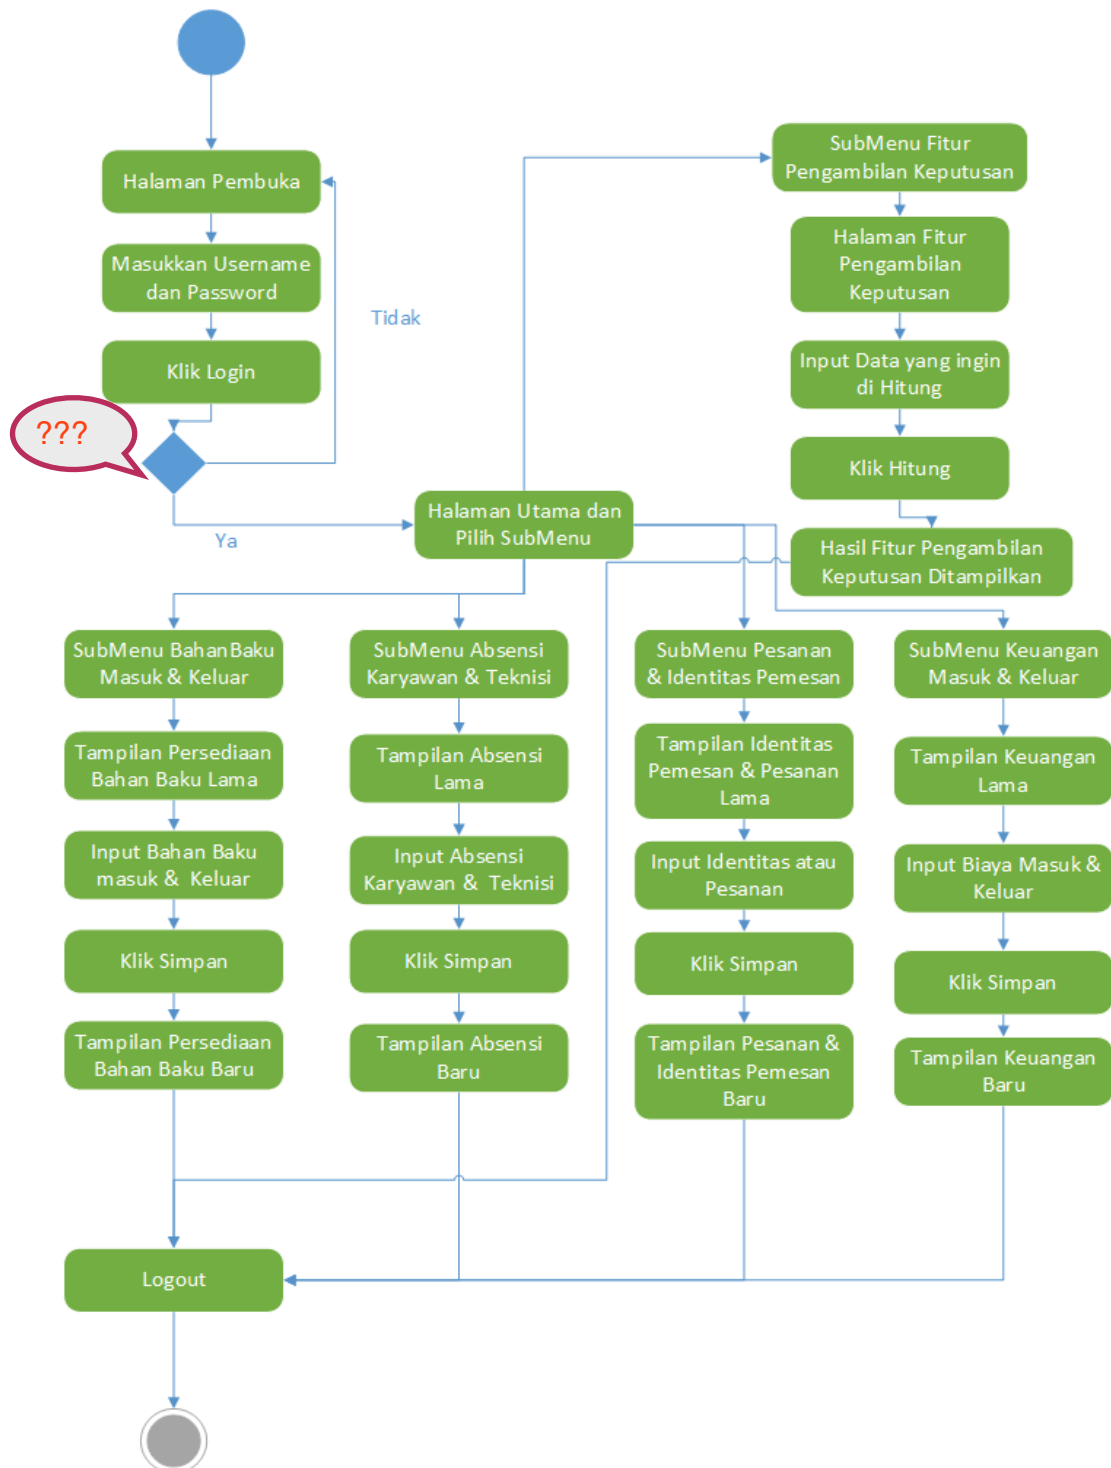 Halaman Pembuka
Masukkan Username
dan Password
Klik Login
???
Tidak
Ya
Halaman Utama dan
Pilih SubMenu
SubMenu Fitur
Pengambilan Keputusan
Halaman Fitur
Pengambilan
Keputusan
Input Data yang ingin
di Hitung
Klik Hitung
Hasil Fitur Pengambilan
Keputusan Ditampilkan
SubMenu Bahan Baku
Masuk & Keluar
Tampilan Persediaan
Bahan Baku Lama
Input Bahan Baku
masuk & Keluar
Klik Simpan
Tampilan Persediaan
Bahan Baku Baru
SubMenu Absensi
Karyawan & Teknisi
Tampilan Absensi
Lama
Input Absensi
Karyawan & Teknisi
Klik Simpan
Tampilan Absensi
Baru
SubMenu Pesanan
& Identitas Pemesan
Tampilan Identitas
Pemesan & Pesanan
Lama
Input Identitas atau
Pesanan
Klik Simpan
Tampilan Pesanan &
Identitas Pemesan
Baru
SubMenu Keuangan
Masuk & Keluar
Tampilan Keuangan
Lama
Input Biaya Masuk &
Keluar
Klik Simpan
Tampilan Keuangan
Baru
Logout